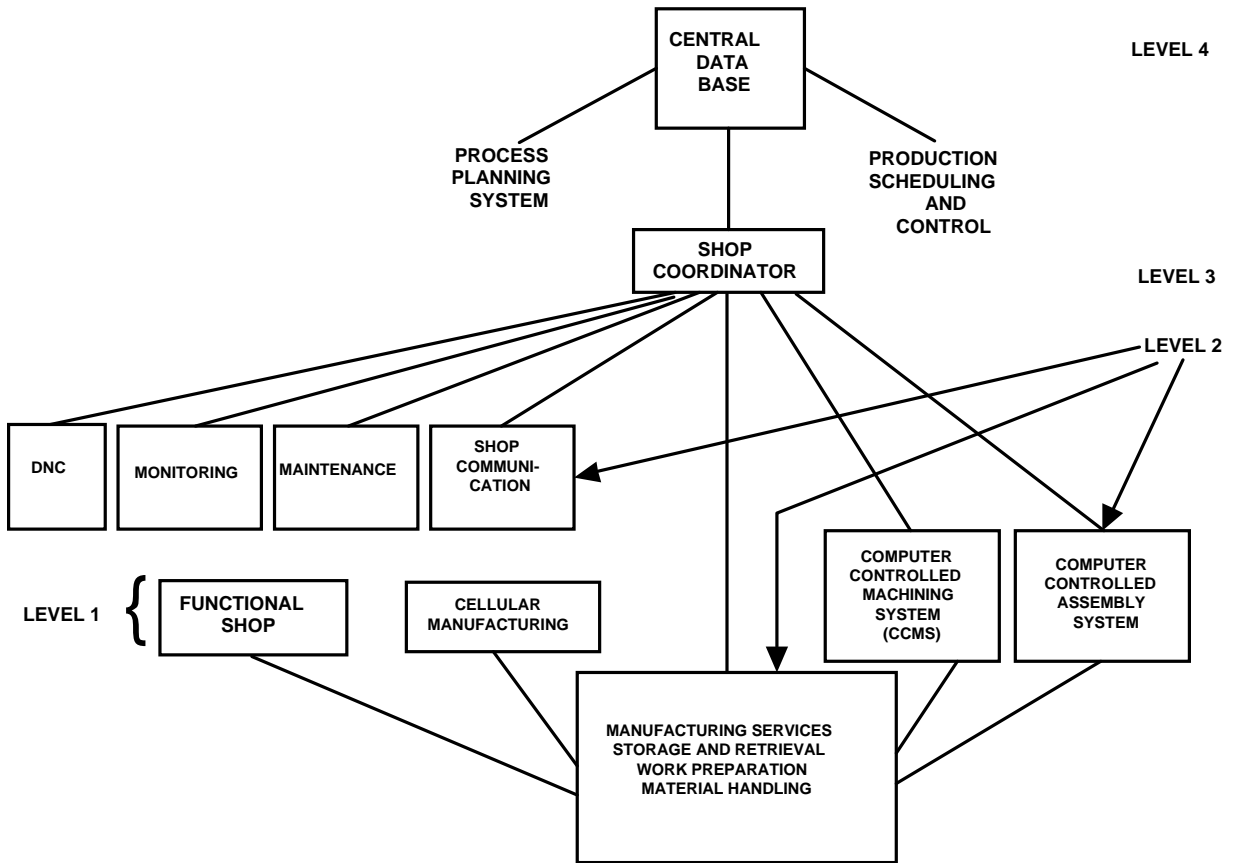 CENTRAL
DATA
BASE
LEVEL 4
PROCESS
PLANNING
SYSTEM
PRODUCTION
SCHEDULING
AND
CONTROL
SHOP
COORDINATOR
LEVEL 3
LEVEL 2
DNC
MONITORING
MAINTENANCE
SHOP
COMMUNI-
CATION
COMPUTER
CONTROLLED
MACHINING
SYSTEM
(CCMS)
COMPUTER
CONTROLLED
ASSEMBLY
SYSTEM
LEVEL 1 {
FUNCTIONAL
SHOP
CELLULAR
MANUFACTURING
MANUFACTURING SERVICES
STORAGE AND RETRIEVAL
WORK PREPARATION
MATERIAL HANDLING